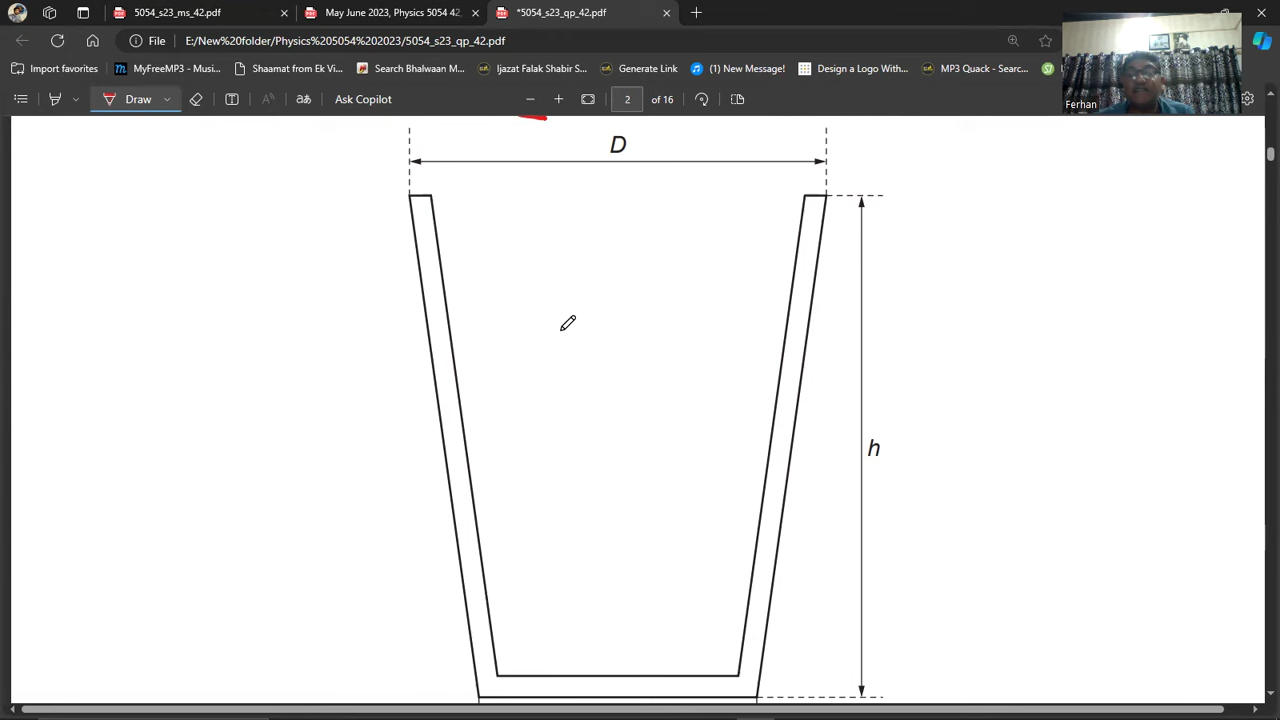 5054_s23_ms_42.pdf
May June 2023, Physics 5054 42,
*5054_s23_qp_42.pdf
File
E:/New%20folder/Physics%205054%202023/5054_s23_qp_42.pdf
Import favorites
MyFreeMP3 - Musi...
Shamat from Ek Vi...
Search Bhalwaan M...
Ijazat Falak Shabir S...
Generate Link
(1) New Message!
Design a Logo With...
MP3 Quack - Searc...
Ferhan
Draw
Ask Copilot
2 of 16
D
h